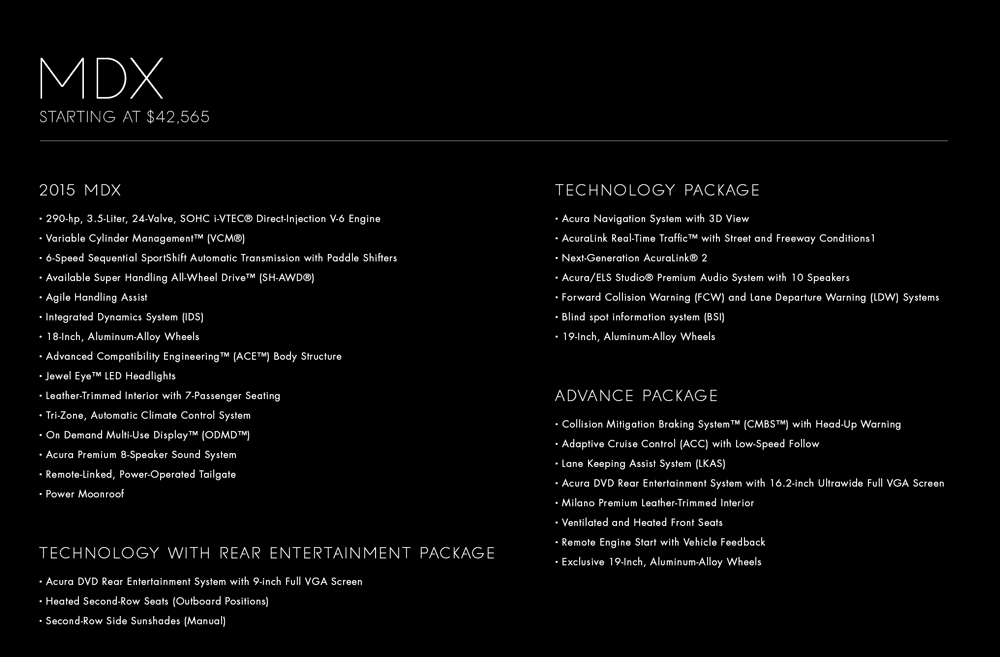 MDX
STARTING AT $42,565
2015 MDX
• 290-hp, 3.5-Liter, 24-Valve, SOHC i-VTEC® Direct-Injection V-6 Engine
• Variable Cylinder Management™ (VCM®)
• 6-Speed Sequential SportShift Automatic Transmission with Paddle Shifters
• Available Super Handling All-Wheel Drive™ (SH-AWD®)
• Agile Handling Assist
• Integrated Dynamics System (IDS)
• 18-Inch, Aluminum-Alloy Wheels
• Advanced Compatibility Engineering™ (ACE™) Body Structure
• Jewel Eye™ LED Headlights
• Leather-Trimmed Interior with 7-Passenger Seating
• Tri-Zone, Automatic Climate Control System
• On Demand Multi-Use Display™ (ODMD™)
• Acura Premium 8-Speaker Sound System
• Remote-Linked, Power-Operated Tailgate
• Power Moonroof
TECHNOLOGY WITH REAR ENTERTAINMENT PACKAGE
• Acura DVD Rear Entertainment System with 9-inch Full VGA Screen
• Heated Second-Row Seats (Outboard Positions)
• Second-Row Side Sunshades (Manual)
TECHNOLOGY PACKAGE
• Acura Navigation System with 3D View
• AcuraLink Real-Time Traffic™ with Street and Freeway Conditions1
• Next-Generation AcuraLink® 2
• Acura/ELS Studio® Premium Audio System with 10 Speakers
• Forward Collision Warning (FCW) and Lane Departure Warning (LDW) Systems
• Blind spot information system (BSI)
• 19-Inch, Aluminum-Alloy Wheels
ADVANCE PACKAGE
• Collision Mitigation Braking System™ (CMBS™) with Head-Up Warning
• Adaptive Cruise Control (ACC) with Low-Speed Follow
• Lane Keeping Assist System (LKAS)
• Acura DVD Rear Entertainment System with 16.2-inch Ultrawide Full VGA Screen
• Milano Premium Leather-Trimmed Interior
• Ventilated and Heated Front Seats
• Remote Engine Start with Vehicle Feedback
• Exclusive 19-Inch, Aluminum-Alloy Wheels